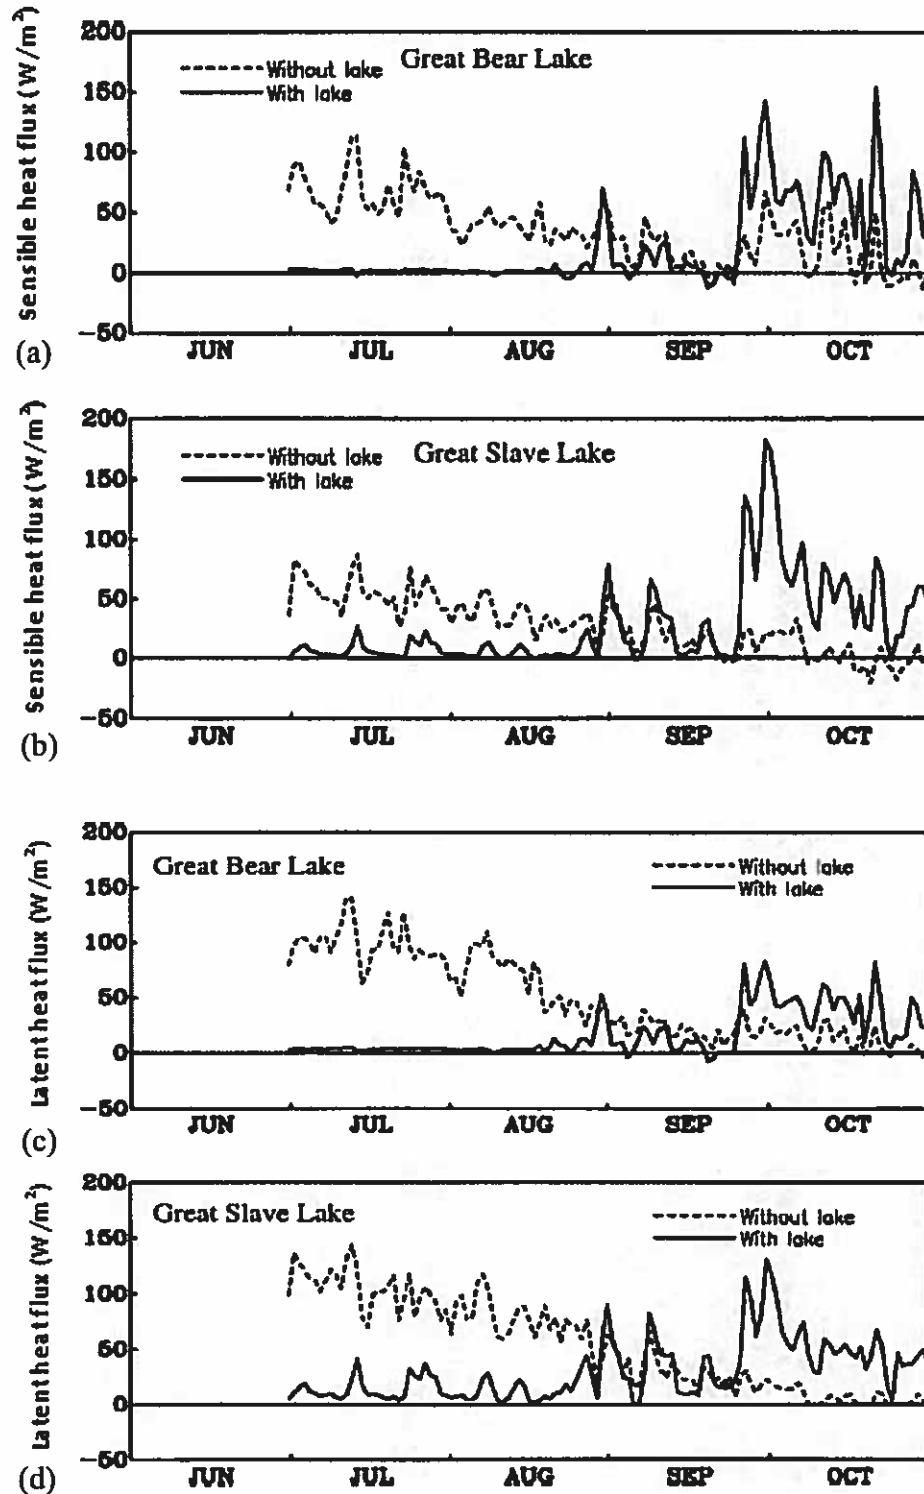 Sensible heat flux (W/m²)
200
150
100
50
0
-50
Great Bear Lake
Without lake
With lake
JUN JUL AUG SEP OCT
(a)
Sensible heat flux (W/m²)
200
150
100
50
0
-50
Great Slave Lake
Without lake
With lake
JUN JUL AUG SEP OCT
(b)
Latent heat flux (W/m²)
200
150
100
50
0
-50
Great Bear Lake
Without lake
With lake
JUN JUL AUG SEP OCT
(c)
Latent heat flux (W/m²)
200
150
100
50
0
-50
Great Slave Lake
Without lake
With lake
JUN JUL AUG SEP OCT
(d)